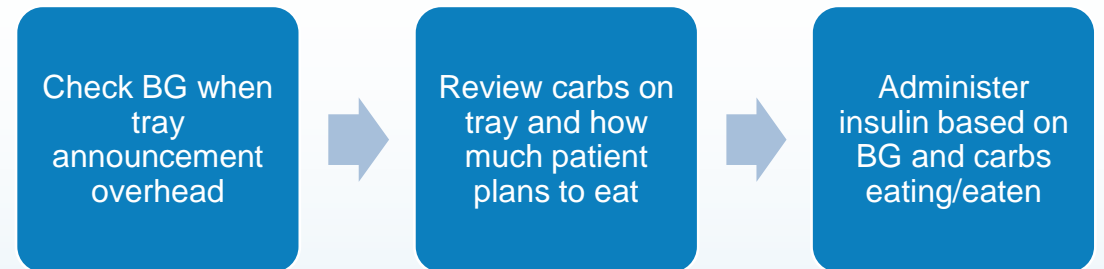 Check BG when
tray
announcement
overhead
Review carbs on
tray and how
much patient
plans to eat
Administer
insulin based on
BG and carbs
eating/eaten